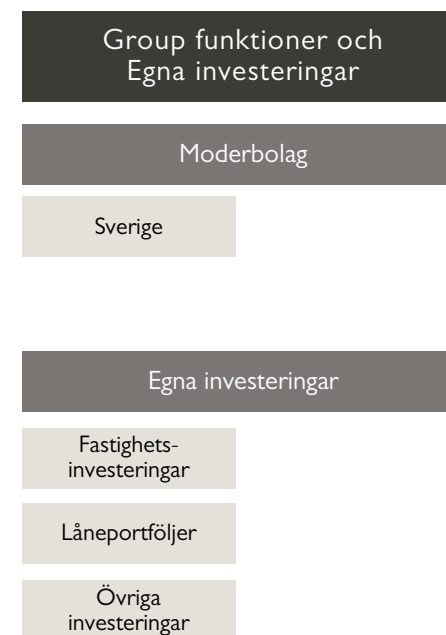 Group funktioner och
Egna investeringar
Moderbolag
Sverige
Egna investeringar
Fastighets-
investeringar
Låneportföljer
Övriga
investeringar